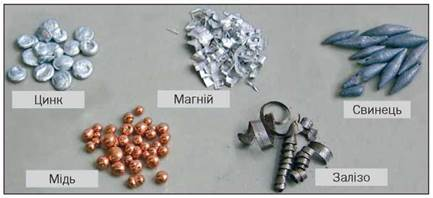 Цинк
Магній
Свинець
Мідь
Залізо